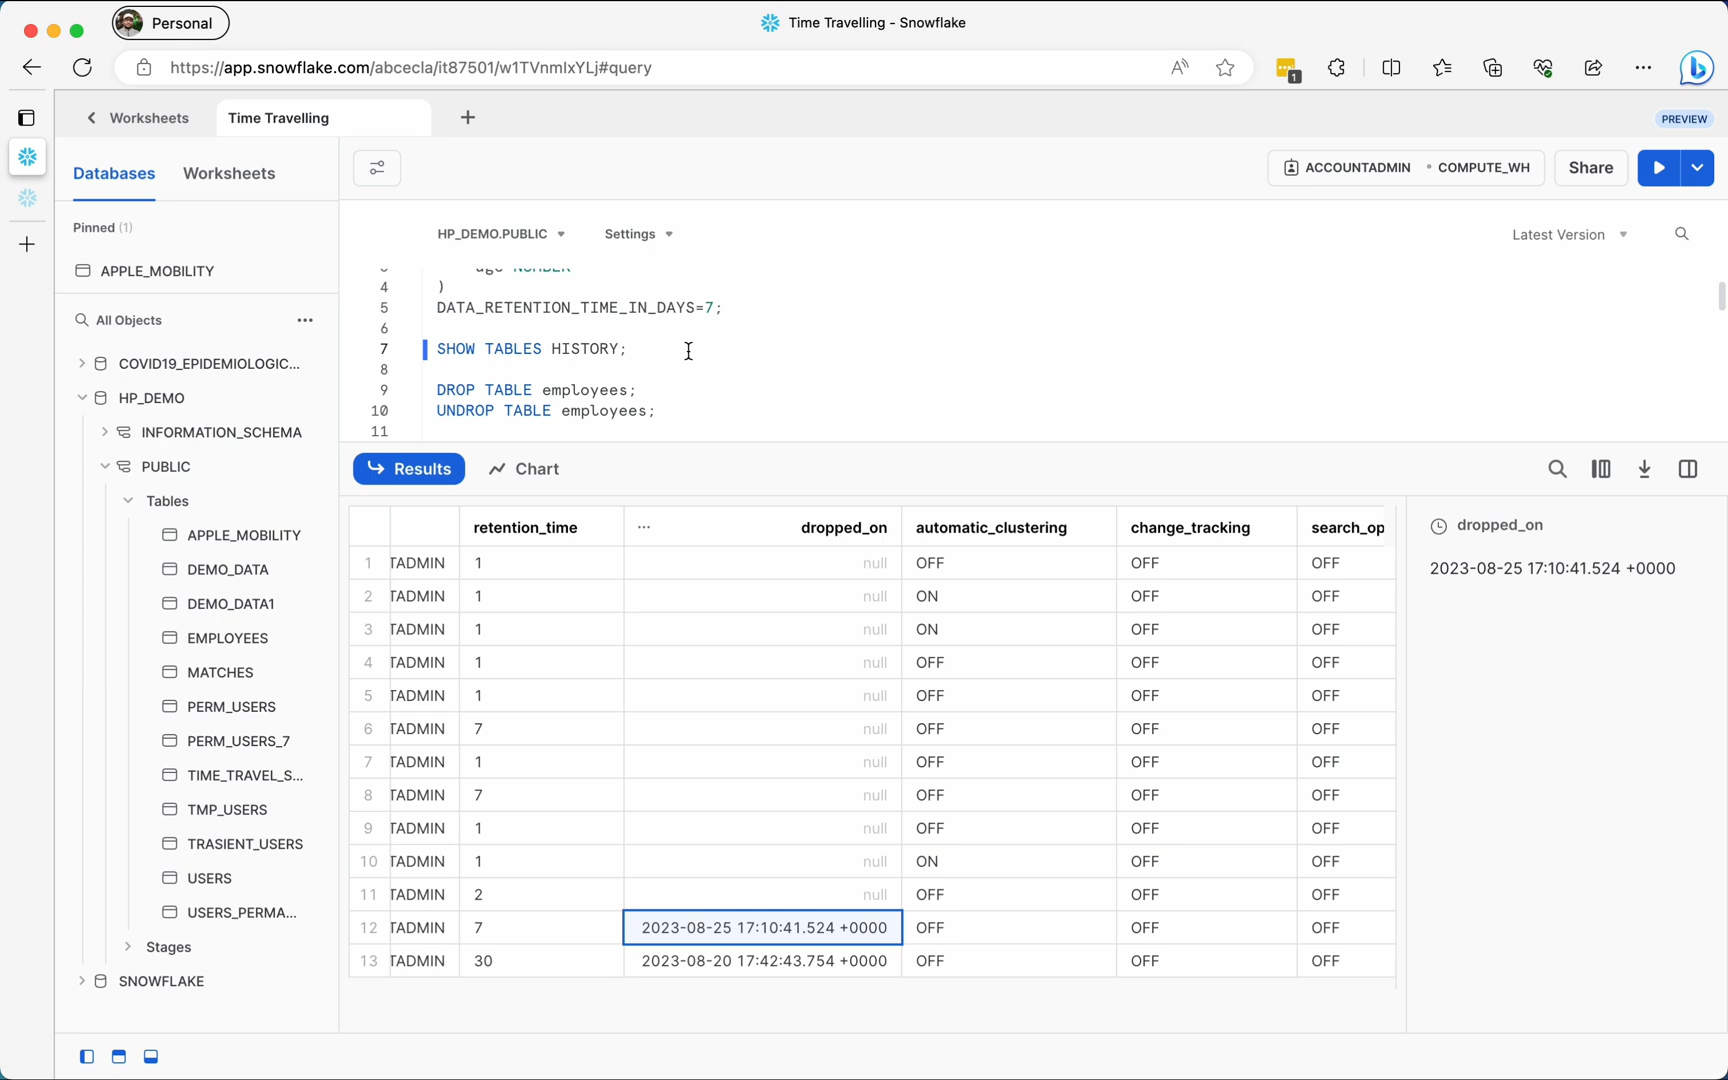 Personal
Time Travelling - Snowflake
https://app.snowflake.com/abcecla/it87501/w1TVnmIxYLj#query
1
Worksheets
Time Travelling
PREVIEW
Databases
Worksheets
ACCOUNTADMIN • COMPUTE_WH
Share
Pinned (1)
APPLE_MOBILITY
HP_DEMO.PUBLIC
Settings
Latest Version
All Objects
COVID19_EPIDEMIOLOGIC...
HP_DEMO
INFORMATION_SCHEMA
PUBLIC
Tables
APPLE_MOBILITY
DEMO_DATA
DEMO_DATA1
EMPLOYEES
MATCHES
PERM_USERS
PERM_USERS_7
TIME_TRAVEL_S...
TMP_USERS
TRASIENT_USERS
USERS
USERS_PERMA...
Stages
SNOWFLAKE
4 )
5 DATA_RETENTION_TIME_IN_DAYS=7;
6
7 SHOW TABLES HISTORY;
8
9 DROP TABLE employees;
10 UNDROP TABLE employees;
11
Results
Chart
retention_time ... dropped_on automatic_clustering change_tracking search_op
1 TADMIN 1 null OFF OFF OFF
2 TADMIN 1 null ON OFF OFF
3 TADMIN 1 null ON OFF OFF
4 TADMIN 1 null OFF OFF OFF
5 TADMIN 1 null OFF OFF OFF
6 TADMIN 7 null OFF OFF OFF
7 TADMIN 1 null OFF OFF OFF
8 TADMIN 7 null OFF OFF OFF
9 TADMIN 1 null OFF OFF OFF
10 TADMIN 1 null ON OFF OFF
11 TADMIN 2 null OFF OFF OFF
12 TADMIN 7 2023-08-25 17:10:41.524 +0000 OFF OFF OFF
13 TADMIN 30 2023-08-20 17:42:43.754 +0000 OFF OFF OFF
dropped_on
2023-08-25 17:10:41.524 +0000